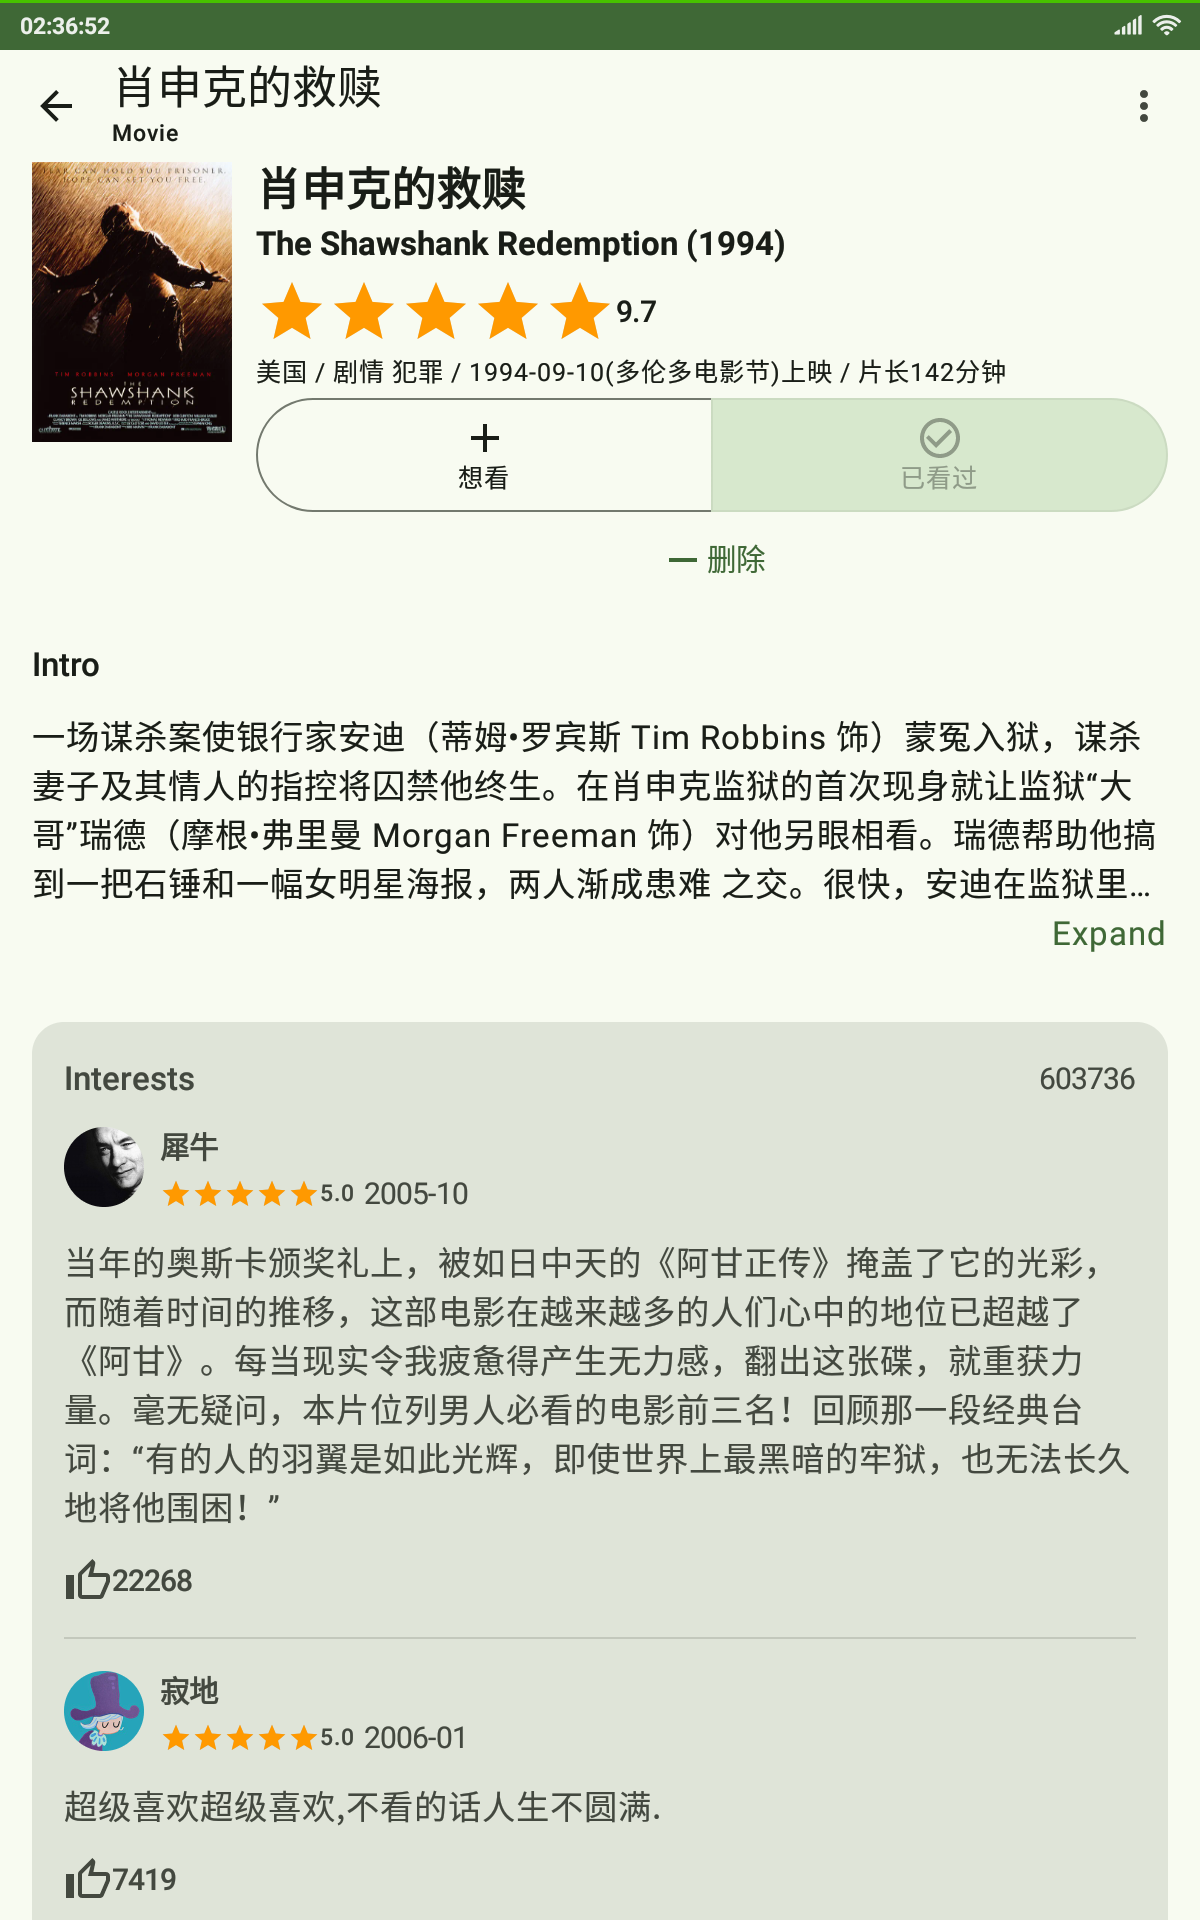 02:36:52
肖申克的救赎
Movie
FEAR CAN HOLD YOU PRISONER.
HOPE CAN SET YOU FREE.
TIM ROBBINS MORGAN FREEMAN
THE
SHAWSHANK
REDEMPTION
肖申克的救赎
The Shawshank Redemption (1994)
9.7
美国 / 剧情 犯罪 / 1994-09-10(多伦多电影节)上映 / 片长142分钟
想看
已看过
删除
Intro
一场谋杀案使银行家安迪（蒂姆•罗宾斯 Tim Robbins 饰）蒙冤入狱，谋杀
妻子及其情人的指控将囚禁他终生。在肖申克监狱的首次现身就让监狱“大
哥”瑞德（摩根•弗里曼 Morgan Freeman 饰）对他另眼相看。瑞德帮助他搞
到一把石锤和一幅女明星海报，两人渐成患难 之交。很快，安迪在监狱里…
Expand
Interests
603736
犀牛
5.0 2005-10
当年的奥斯卡颁奖礼上，被如日中天的《阿甘正传》掩盖了它的光彩，
而随着时间的推移，这部电影在越来越多的人们心中的地位已超越了
《阿甘》。每当现实令我疲惫得产生无力感，翻出这张碟，就重获力
量。毫无疑问，本片位列男人必看的电影前三名！回顾那一段经典台
词：“有的人的羽翼是如此光辉，即使世界上最黑暗的牢狱，也无法长久
地将他围困！”
22268
寂地
5.0 2006-01
超级喜欢超级喜欢,不看的话人生不圆满.
7419